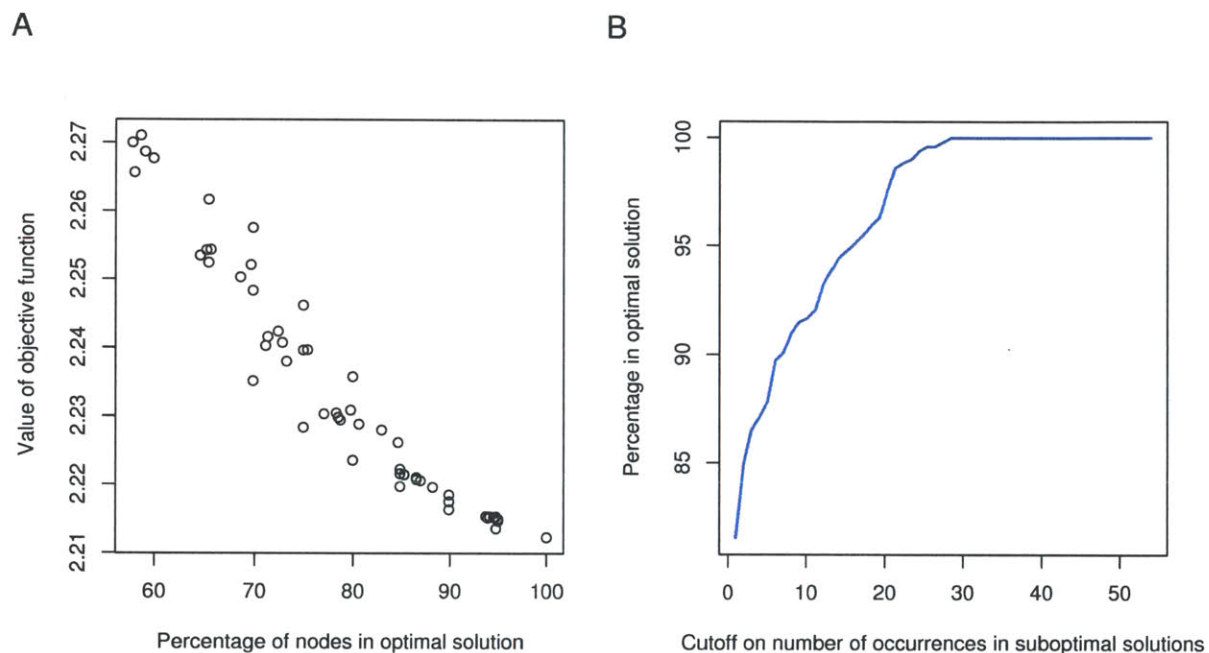 A
B
Value of objective function
2.27
2.26
2.25
2.24
2.23
2.22
2.21
60 70 80 90 100
Percentage of nodes in optimal solution
Percentage in optimal solution
100
95
90
85
0 10 20 30 40 50
Cutoff on number of occurrences in suboptimal solutions